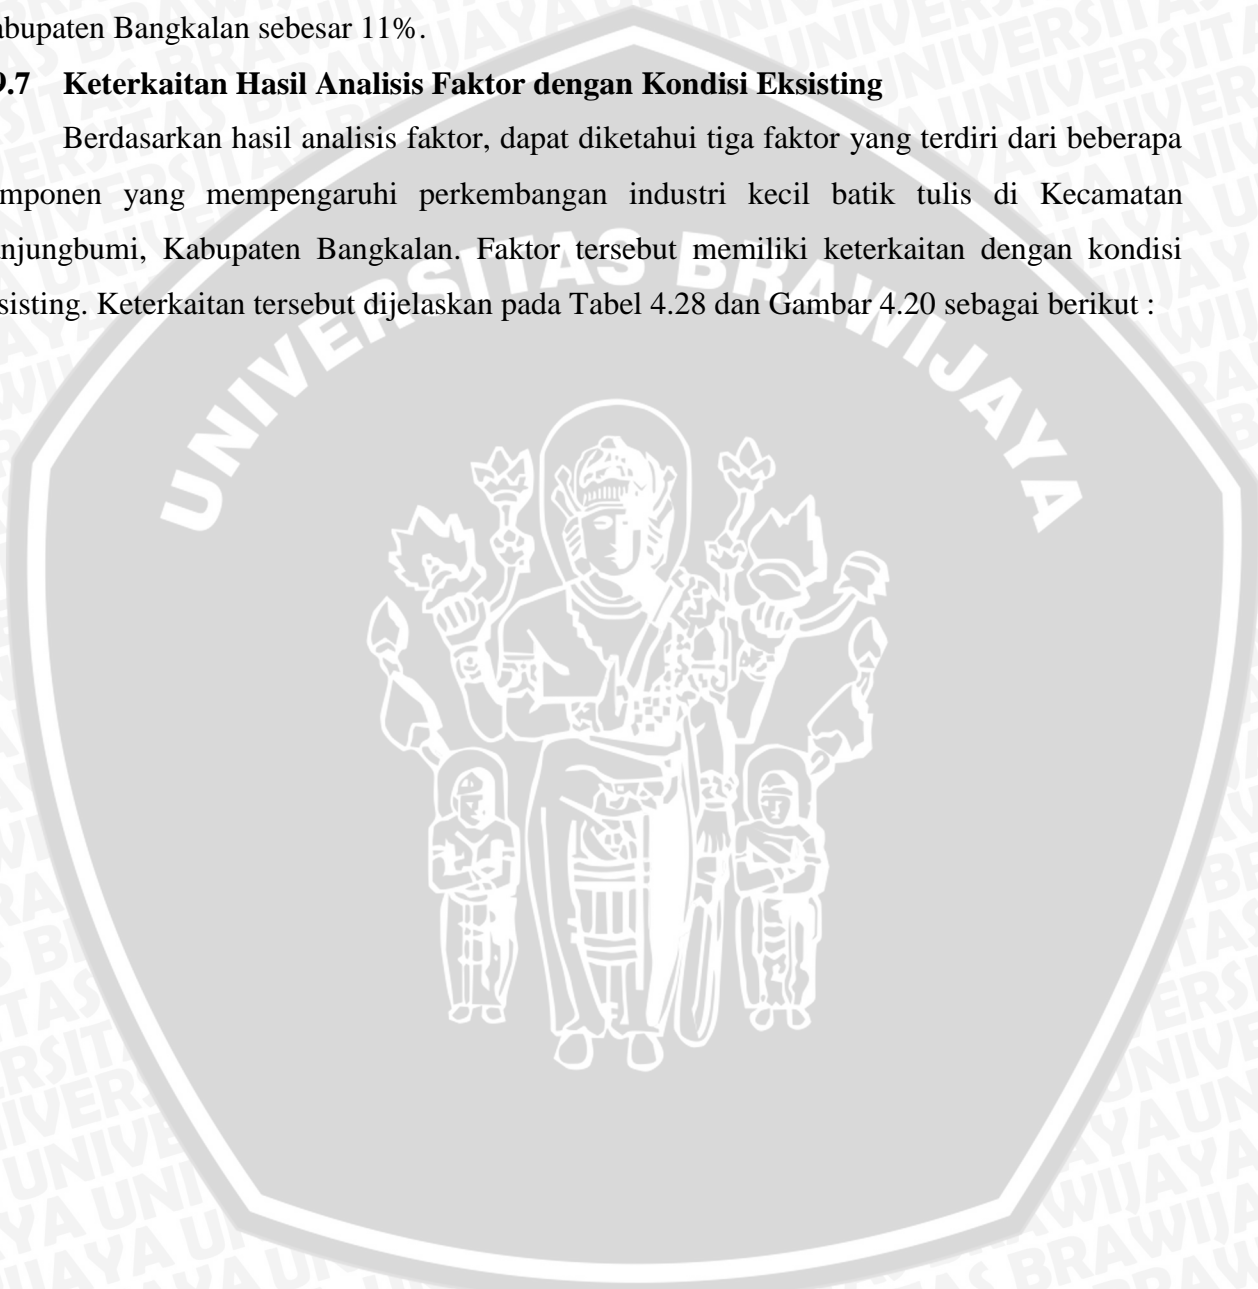 abupaten Bangkalan sebesar 11%.
9.7 Keterkaitan Hasil Analisis Faktor dengan Kondisi Eksisting
Berdasarkan hasil analisis faktor, dapat diketahui tiga faktor yang terdiri dari beberapa
mponen yang mempengaruhi perkembangan industri kecil batik tulis di Kecamatan
anjungbumi, Kabupaten Bangkalan. Faktor tersebut memiliki keterkaitan dengan kondisi
sisting. Keterkaitan tersebut dijelaskan pada Tabel 4.28 dan Gambar 4.20 sebagai berikut :
UNIVERSITAS BRAWIJAYA